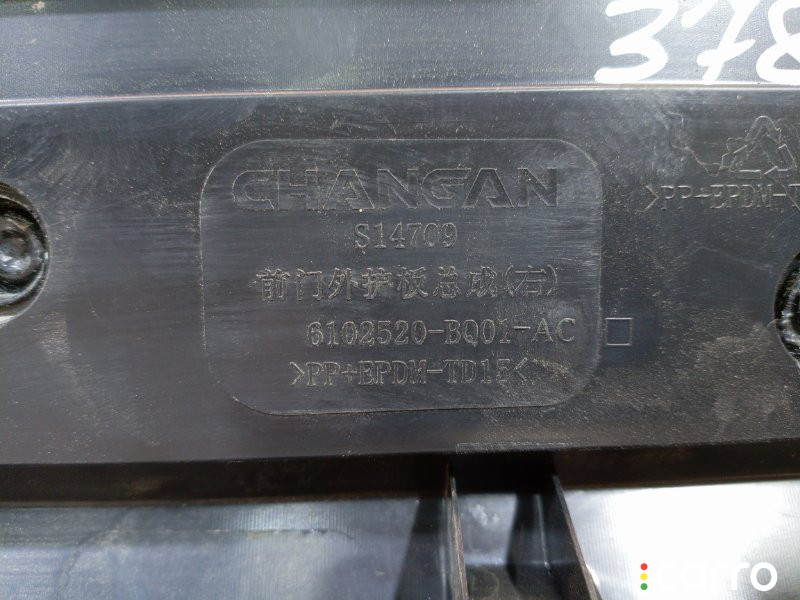 378
CHANGAN
S14709
>PP+EPDM-T
前门外护板总成(右)
6102520-BQ01-AC
>PP+EPDM-TD15<
carro